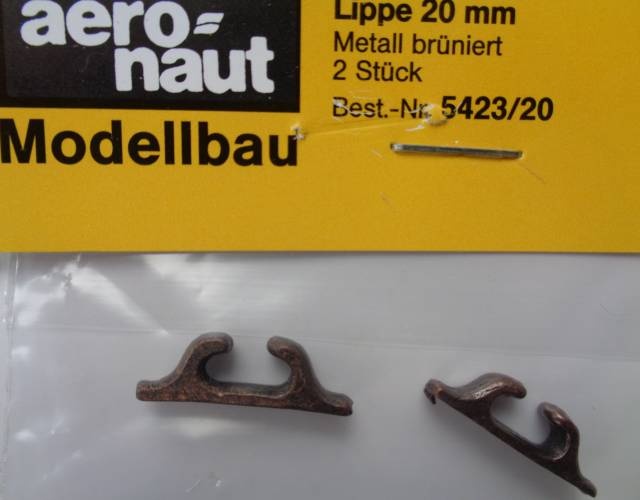 aero-
naut
Modellbau
Lippe 20 mm
Metall brüniert
2 Stück
Best.-Nr. 5423/20